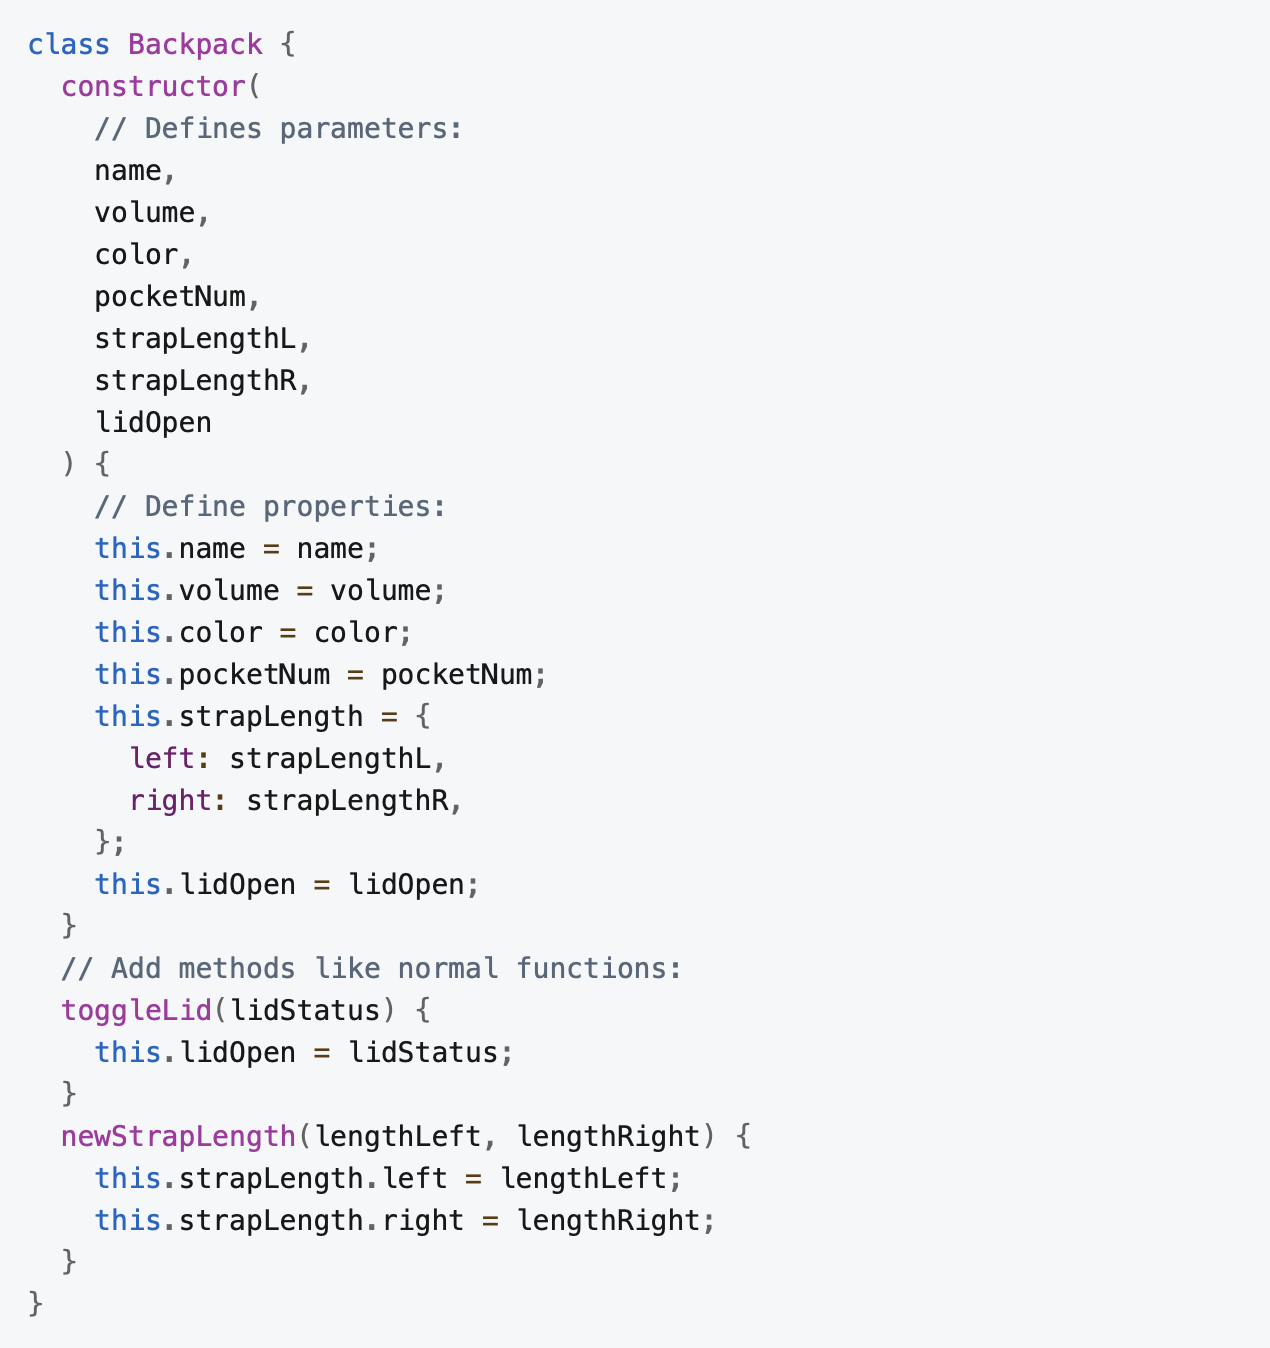 class Backpack {
  constructor(
    // Defines parameters:
    name,
    volume,
    color,
    pocketNum,
    strapLengthL,
    strapLengthR,
    lidOpen
  ) {
    // Define properties:
    this.name = name;
    this.volume = volume;
    this.color = color;
    this.pocketNum = pocketNum;
    this.strapLength = {
      left: strapLengthL,
      right: strapLengthR,
    };
    this.lidOpen = lidOpen;
  }
  // Add methods like normal functions:
  toggleLid(lidStatus) {
    this.lidOpen = lidStatus;
  }
  newStrapLength(lengthLeft, lengthRight) {
    this.strapLength.left = lengthLeft;
    this.strapLength.right = lengthRight;
  }
}